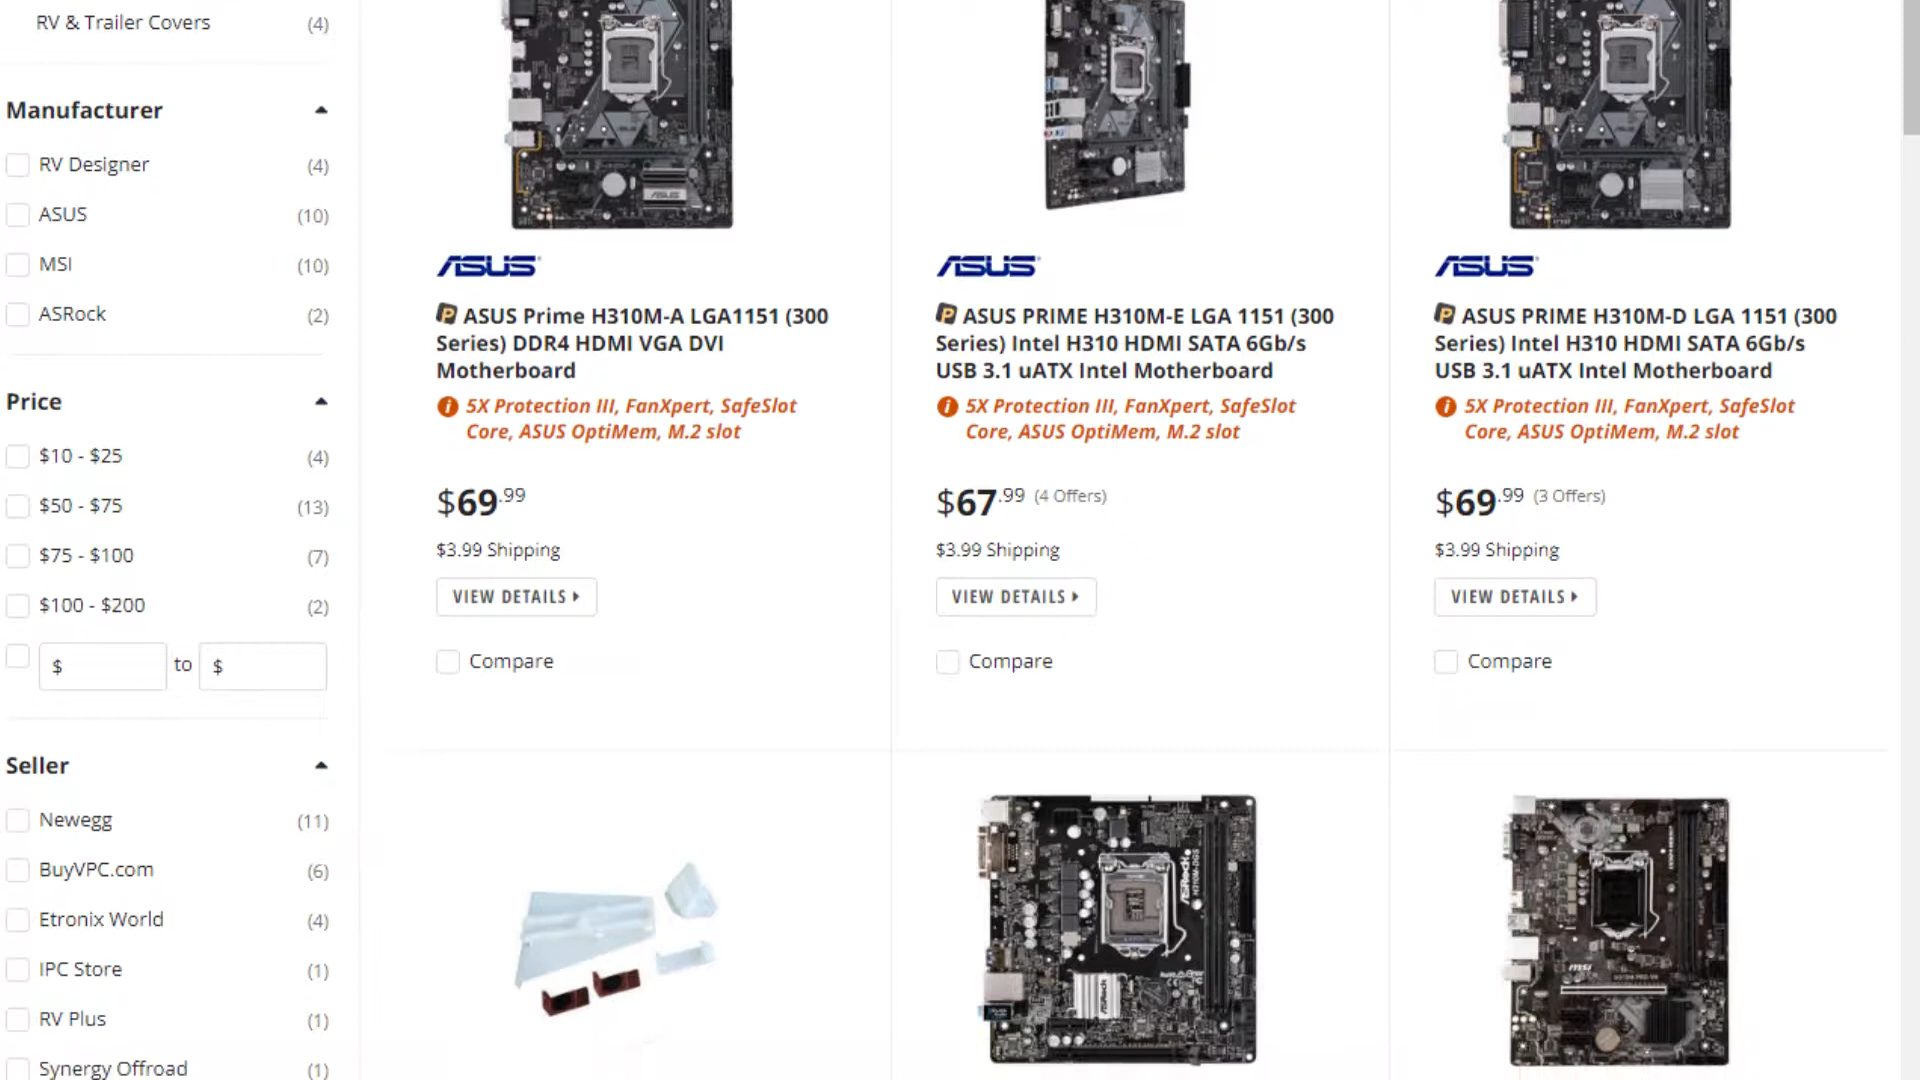 RV & Trailer Covers (4)
Manufacturer
RV Designer (4)
ASUS (10)
MSI (10)
ASRock (2)
Price
$10 - $25 (4)
$50 - $75 (13)
$75 - $100 (7)
$100 - $200 (2)
$ to $
Seller
Newegg (11)
BuyVPC.com (6)
Etronix World (4)
IPC Store (1)
RV Plus (1)
Synergy Offroad (1)
ASUS
ASUS
ASUS Prime H310M-A LGA1151 (300
Series) DDR4 HDMI VGA DVI
Motherboard
5X Protection III, FanXpert, SafeSlot
Core, ASUS OptiMem, M.2 slot
$69.99
$3.99 Shipping
VIEW DETAILS
Compare
ASUS
ASUS PRIME H310M-E LGA 1151 (300
Series) Intel H310 HDMI SATA 6Gb/s
USB 3.1 uATX Intel Motherboard
5X Protection III, FanXpert, SafeSlot
Core, ASUS OptiMem, M.2 slot
$67.99 (4 Offers)
$3.99 Shipping
VIEW DETAILS
Compare
ASUS
ASUS PRIME H310M-D LGA 1151 (300
Series) Intel H310 HDMI SATA 6Gb/s
USB 3.1 uATX Intel Motherboard
5X Protection III, FanXpert, SafeSlot
Core, ASUS OptiMem, M.2 slot
$69.99 (3 Offers)
$3.99 Shipping
VIEW DETAILS
Compare
ASRock
H310M-DGS
ASRock
msi